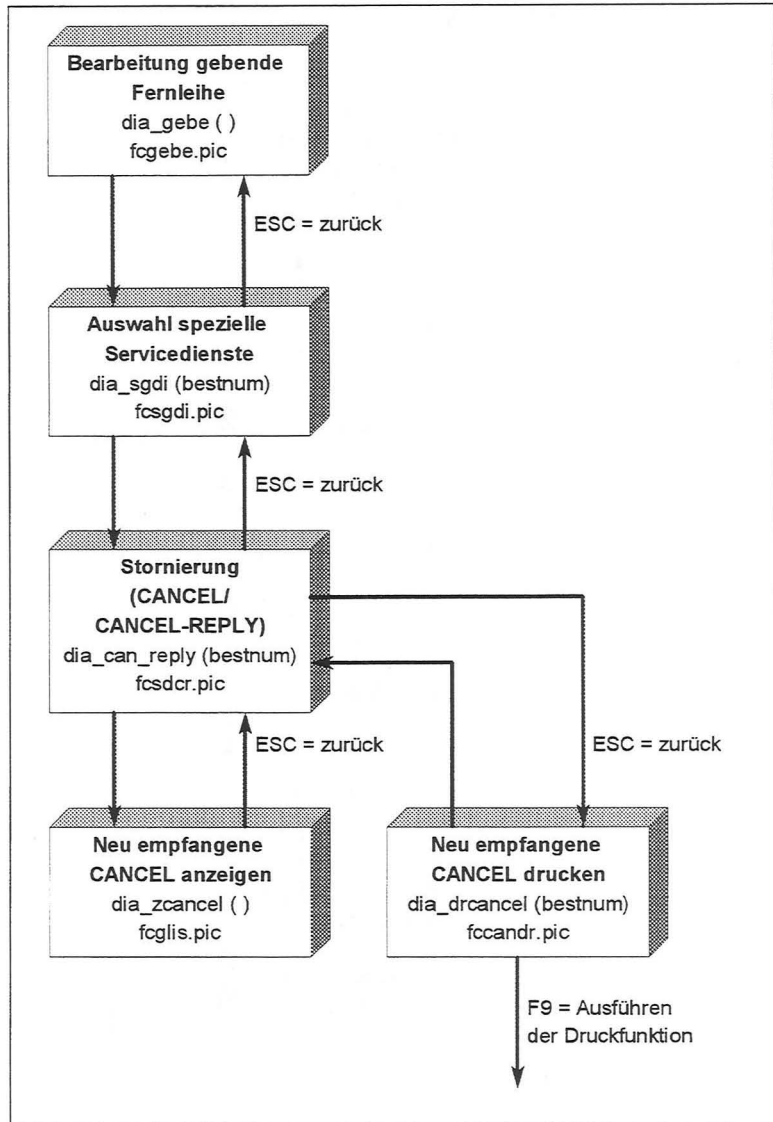 Bearbeitung gebende
Fernleihe
dia_gebe ( )
fcgebe.pic
ESC = zurück
Auswahl spezielle
Servicedienste
dia_sgdi (bestnum)
fcsgdi.pic
ESC = zurück
Stornierung
(CANCEL/
CANCEL-REPLY)
dia_can_reply (bestnum)
fcsdcr.pic
ESC = zurück
ESC = zurück
Neu empfangene
CANCEL anzeigen
dia_zcancel ( )
fcglis.pic
Neu empfangene
CANCEL drucken
dia_drcancel (bestnum)
fccandr.pic
F9 = Ausführen
der Druckfunktion